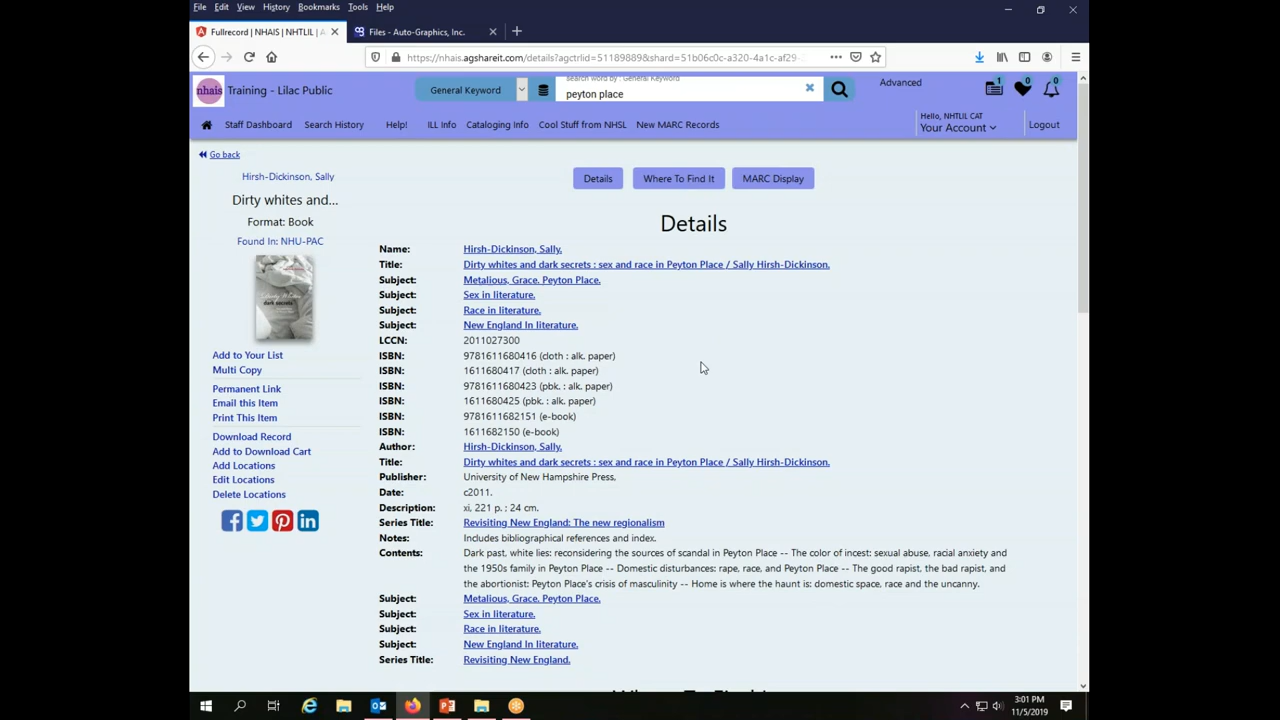 File Edit View History Bookmarks Tools Help
Fullrecord | NHAIS | NHTLIL | A
Files - Auto-Graphics, Inc.
https://nhais.agshareit.com/details?agctrlid=51189889&shard=51b06c0c-a320-4a1c-af29-
nhais
Training - Lilac Public
General Keyword
search word by : General Keyword
peyton place
Advanced
1
0
0
Staff Dashboard Search History Help! ILL Info Cataloging Info Cool Stuff from NHSL New MARC Records
Hello, NHTLIL CAT
Your Account
Logout
Go back
Hirsh-Dickinson, Sally
Dirty whites and...
Format: Book
Found In: NHU-PAC
dark secrets
Add to Your List
Multi Copy
Permanent Link
Email this Item
Print This Item
Download Record
Add to Download Cart
Add Locations
Edit Locations
Delete Locations
Details Where To Find It MARC Display
Details
Name: Hirsh-Dickinson, Sally.
Title: Dirty whites and dark secrets : sex and race in Peyton Place / Sally Hirsh-Dickinson.
Subject: Metalious, Grace. Peyton Place.
Subject: Sex in literature.
Subject: Race in literature.
Subject: New England In literature.
LCCN: 2011027300
ISBN: 9781611680416 (cloth : alk. paper)
ISBN: 1611680417 (cloth : alk. paper)
ISBN: 9781611680423 (pbk. : alk. paper)
ISBN: 1611680425 (pbk. : alk. paper)
ISBN: 9781611682151 (e-book)
ISBN: 1611682150 (e-book)
Author: Hirsh-Dickinson, Sally.
Title: Dirty whites and dark secrets : sex and race in Peyton Place / Sally Hirsh-Dickinson.
Publisher: University of New Hampshire Press,
Date: c2011.
Description: xi, 221 p. ; 24 cm.
Series Title: Revisiting New England: The new regionalism
Notes: Includes bibliographical references and index.
Contents: Dark past, white lies: reconsidering the sources of scandal in Peyton Place -- The color of incest: sexual abuse, racial anxiety and
the 1950s family in Peyton Place -- Domestic disturbances: rape, race, and Peyton Place -- The good rapist, the bad rapist, and
the abortionist: Peyton Place's crisis of masculinity -- Home is where the haunt is: domestic space, race and the uncanny.
Subject: Metalious, Grace. Peyton Place.
Subject: Sex in literature.
Subject: Race in literature.
Subject: New England In literature.
Series Title: Revisiting New England.
3:01 PM
11/5/2019